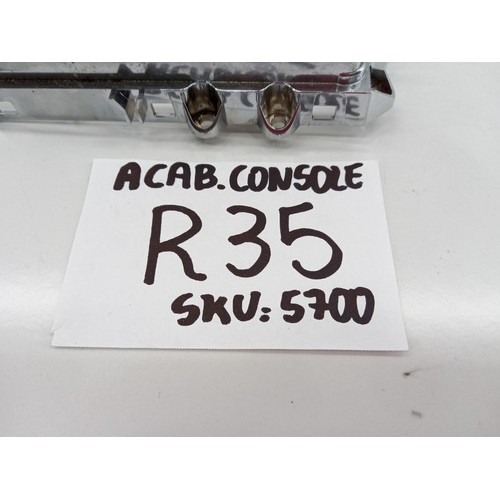 ACAB. CONSOLE
R35
SKU: 5700